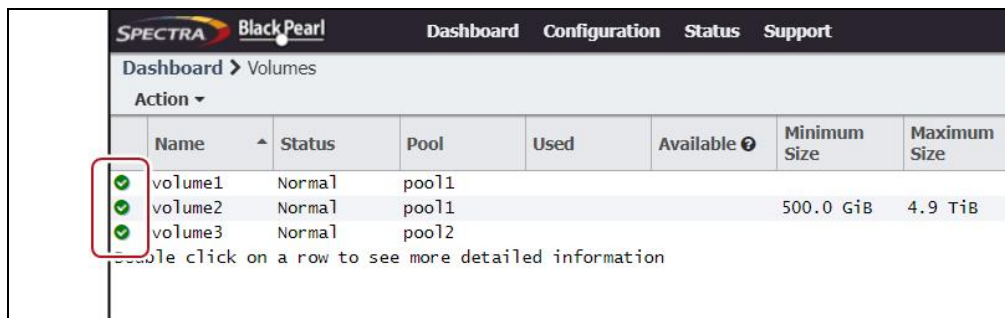 SPECTRA BlackPearl Dashboard Configuration Status Support
Dashboard > Volumes
Action
Name Status Pool Used Available Minimum Size Maximum Size
volume1 Normal pool1
volume2 Normal pool1 500.0 GiB 4.9 TiB
volume3 Normal pool2
Double click on a row to see more detailed information